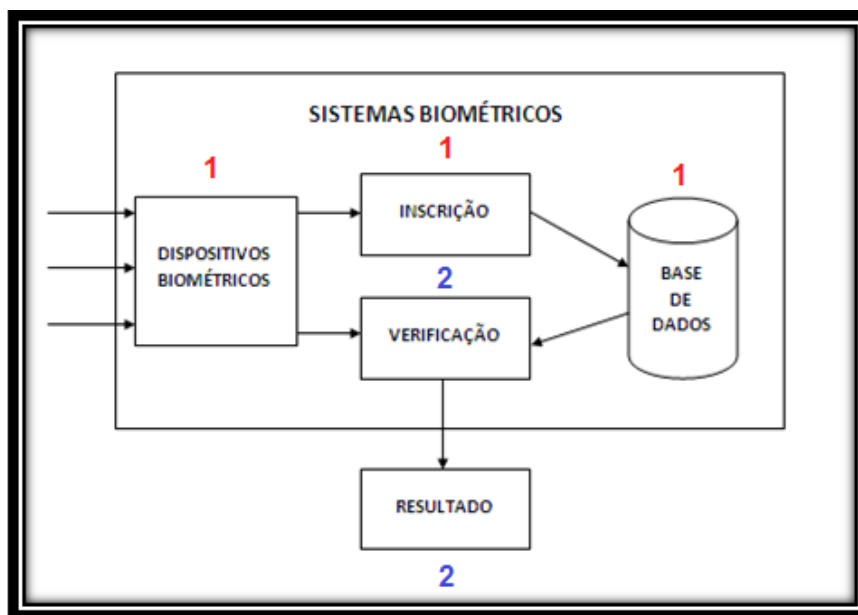 SISTEMAS BIOMÉTRICOS
1
1
1
DISPOSITIVOS
BIOMÉTRICOS
INSCRIÇÃO
2
VERIFICAÇÃO
BASE
DE
DADOS
RESULTADO
2